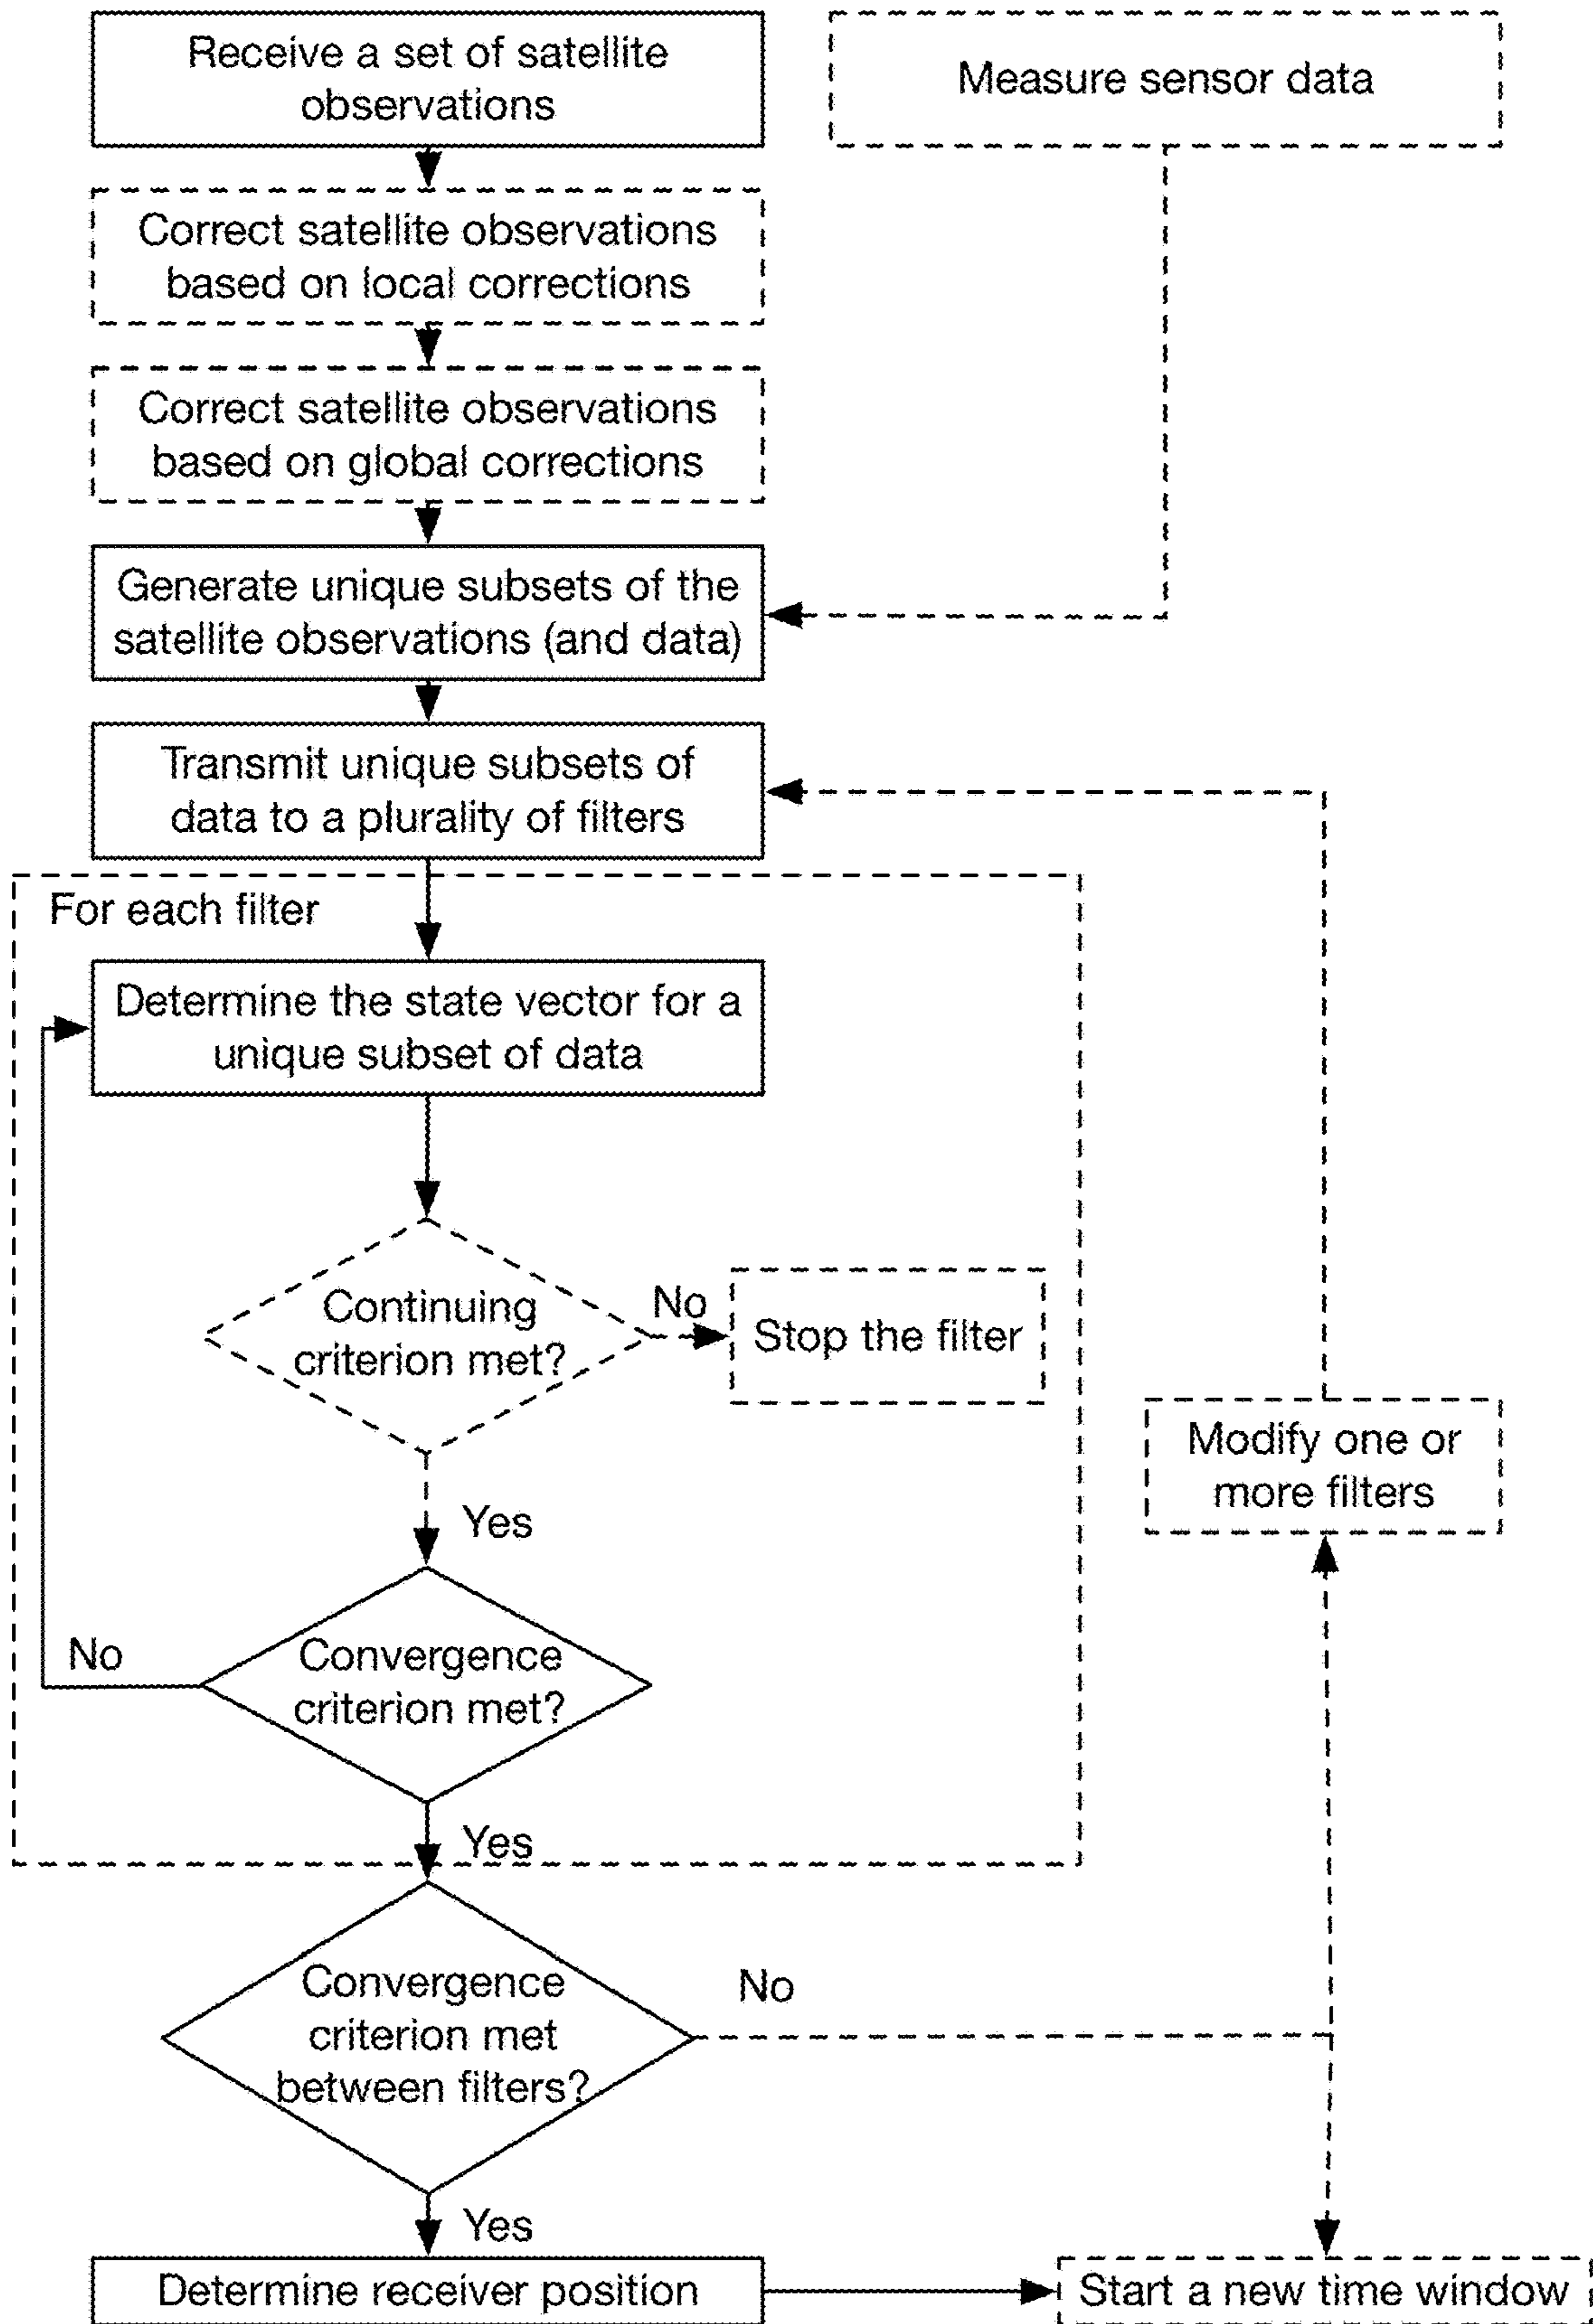 Receive a set of satellite
observations
Measure sensor data
Correct satellite observations
based on local corrections
Correct satellite observations
based on global corrections
Generate unique subsets of the
satellite observations (and data)
Transmit unique subsets of
data to a plurality of filters
For each filter
Determine the state vector for a
unique subset of data
Continuing
criterion met?
No
Stop the filter
Modify one or
more filters
Yes
No
Convergence
criterion met?
Yes
Convergence
criterion met
between filters?
No
Yes
Determine receiver position
Start a new time window